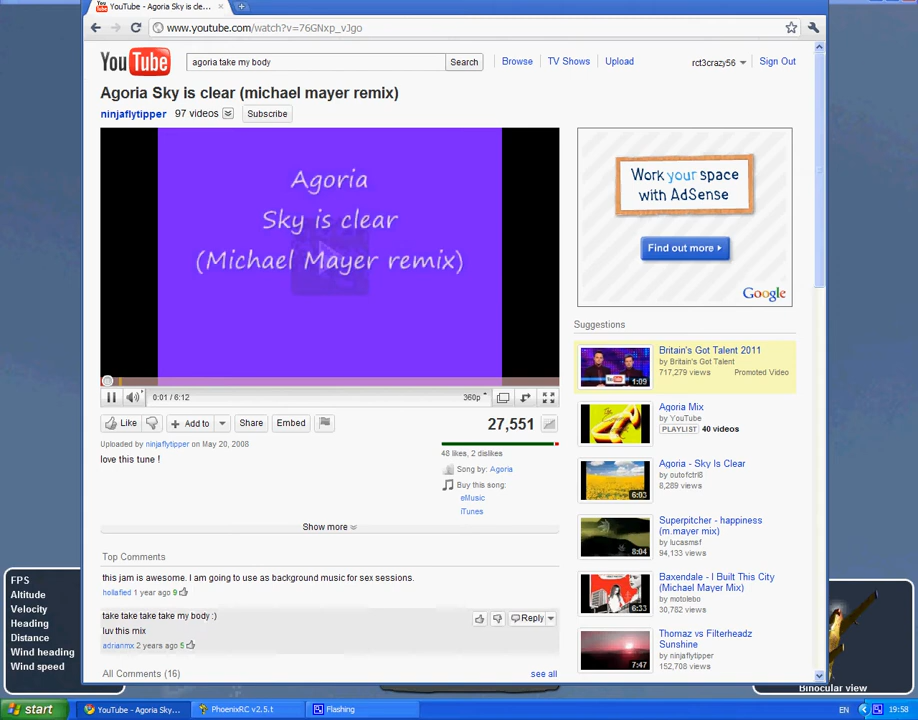 YouTube - Agoria Sky is cle...
www.youtube.com/watch?v=76GNxp_vJgo
YouTube
agoria take my body
Search
Browse
TV Shows
Upload
rct3crazy56
Sign Out
Agoria Sky is clear (michael mayer remix)
ninjaflytipper
97 videos
Subscribe
Agoria
Sky is clear
(Michael Mayer remix)
Work your space
with AdSense
Find out more
Google
0:01 / 6:12
360p
Like
Add to
Share
Embed
27,551
Uploaded by ninjaflytipper on May 20, 2008
love this tune !
48 likes, 2 dislikes
Song by: Agoria
Buy this song:
eMusic
iTunes
Show more
Top Comments
this jam is awesome. I am going to use as background music for sex sessions.
hollafied 1 year ago 9
take take take take my body :)
luv this mix
adrianmx 2 years ago 5
Reply
All Comments (16)
see all
Suggestions
Britain's Got Talent 2011
by Britain's Got Talent
717,279 views
Promoted Video
YouTube
1:09
Agoria Mix
by YouTube
PLAYLIST 40 videos
Agoria - Sky Is Clear
by outofctrl8
8,289 views
6:03
Superpitcher - happiness
(m.mayer mix)
by lucasmsf
94,133 views
8:04
Baxendale - I Built This City
(Michael Mayer Mix)
by motolebo
30,782 views
6:33
Thomaz vs Filterheadz
Sunshine
by ninjaflytipper
152,708 views
7:47
FPS
Altitude
Velocity
Heading
Distance
Wind heading
Wind speed
Binocular view
start
YouTube - Agoria Sky...
PhoenixRC v2.5.t
Flashing
EN
19:58